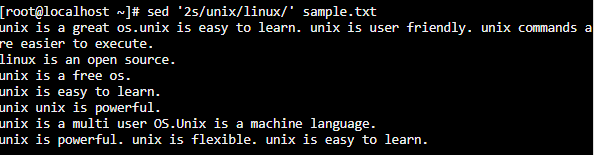 [root@localhost ~]# sed '2s/unix/linux/' sample.txt
unix is a great os.unix is easy to learn. unix is user friendly. unix commands a
re easier to execute.
linux is an open source.
unix is a free os.
unix is easy to learn.
unix unix is powerful.
unix is a multi user OS.Unix is a machine language.
unix is powerful. unix is flexible. unix is easy to learn.